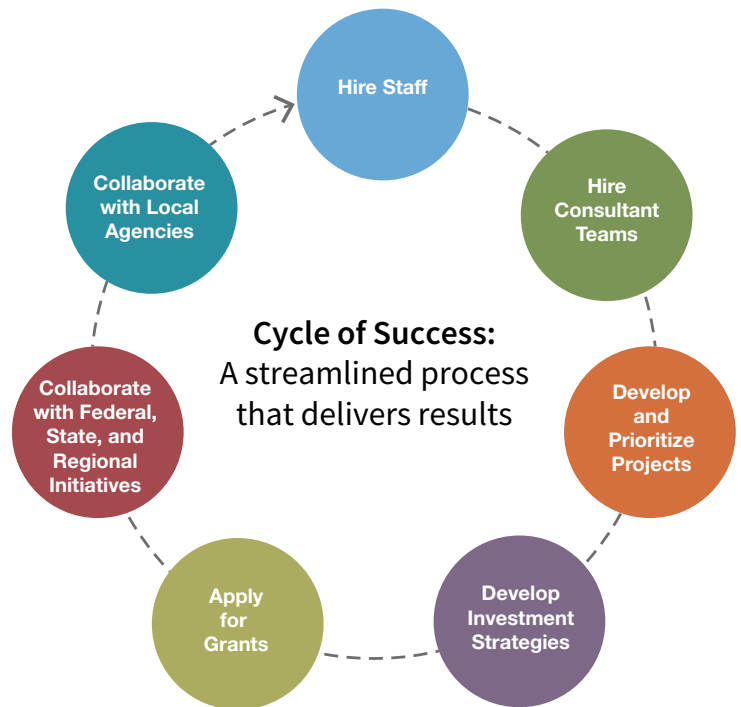 Hire Staff
Hire
Consultant
Teams
Develop
and
Prioritize
Projects
Develop
Investment
Strategies
Apply
for
Grants
Collaborate
with Federal,
State, and
Regional
Initiatives
Collaborate
with Local
Agencies
Cycle of Success:
A streamlined process
that delivers results